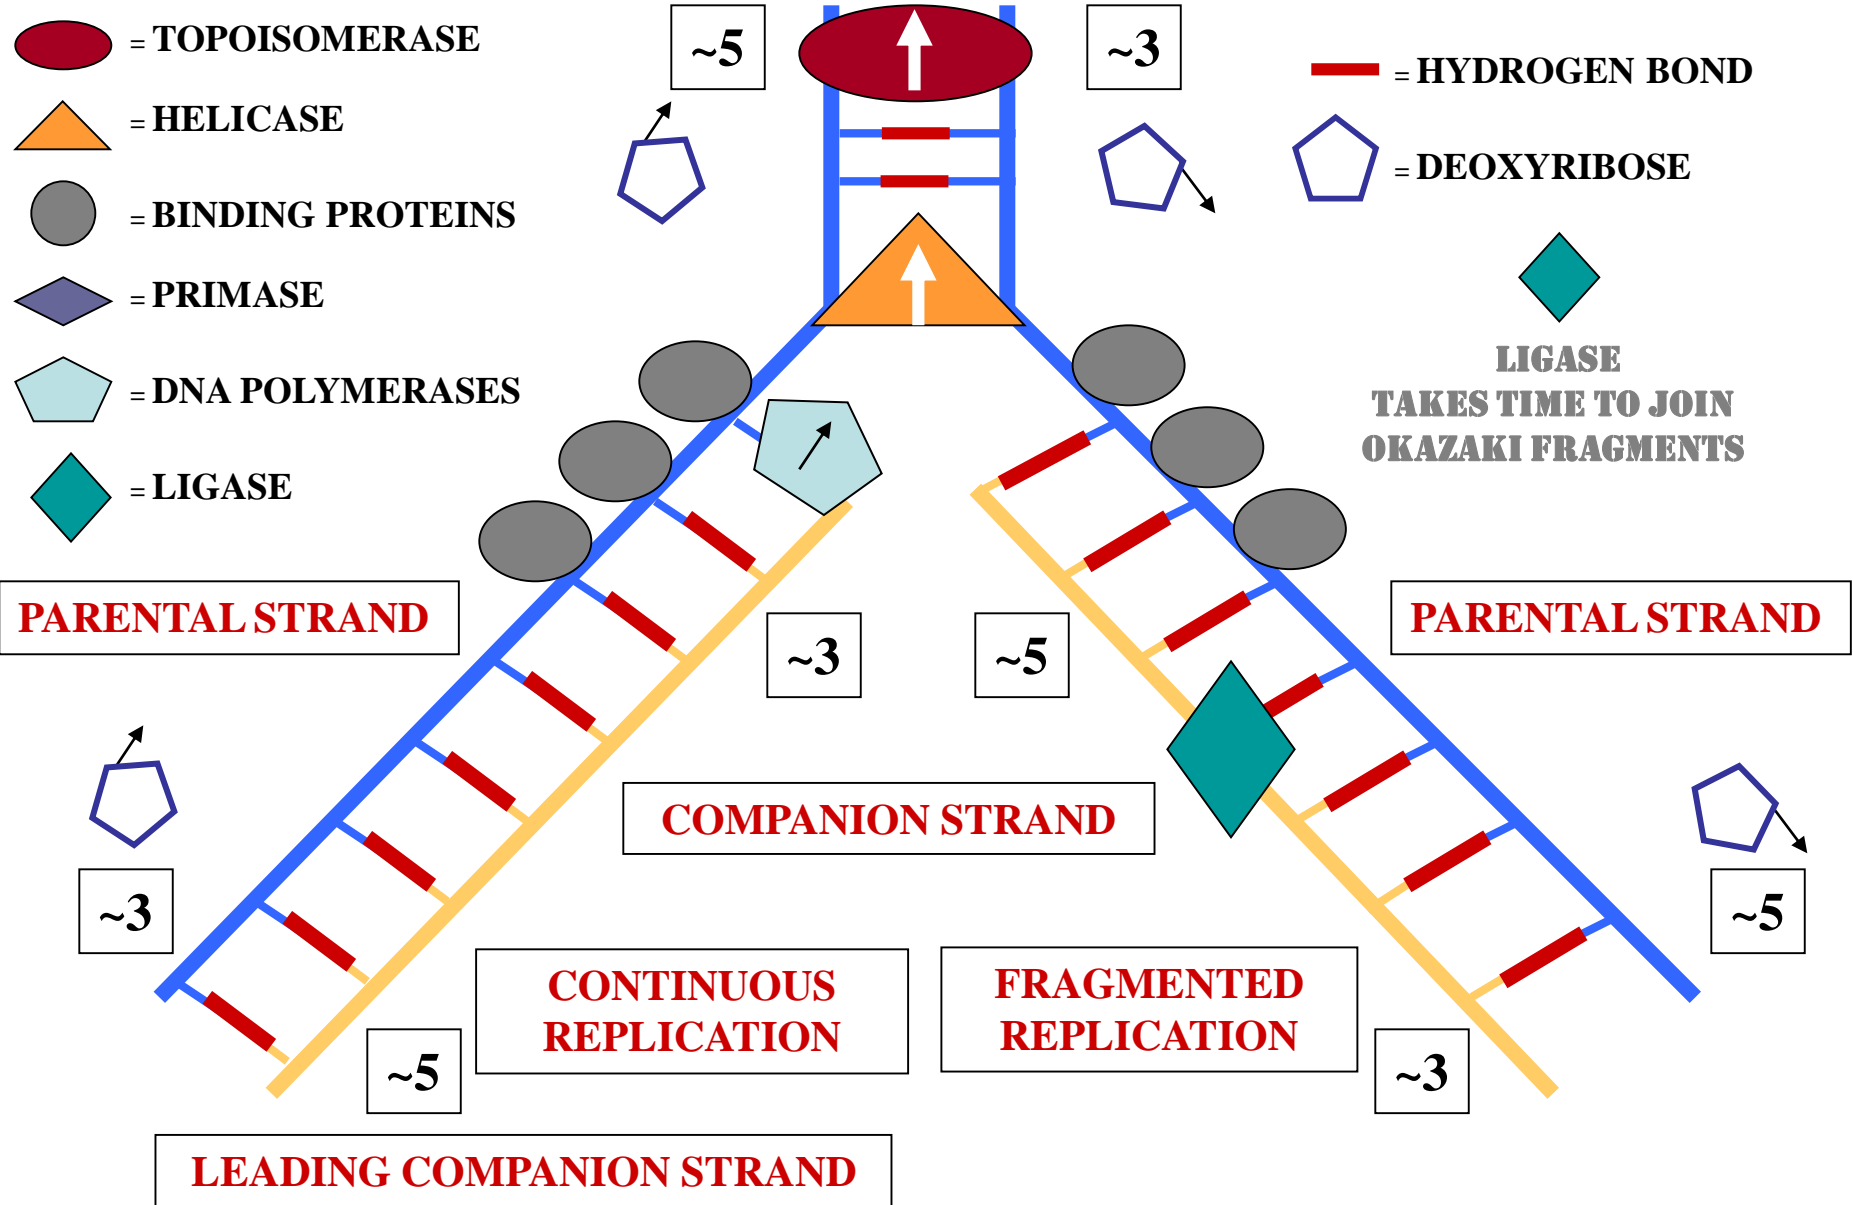 = TOPOISOMERASE
= HELICASE
= BINDING PROTEINS
= PRIMASE
= DNA POLYMERASES
= LIGASE
~5
~3
= HYDROGEN BOND
= DEOXYRIBOSE
LIGASE
TAKES TIME TO JOIN
OKAZAKI FRAGMENTS
PARENTAL STRAND
~3
~5
PARENTAL STRAND
COMPANION STRAND
~3
~5
CONTINUOUS
REPLICATION
FRAGMENTED
REPLICATION
~5
~3
LEADING COMPANION STRAND